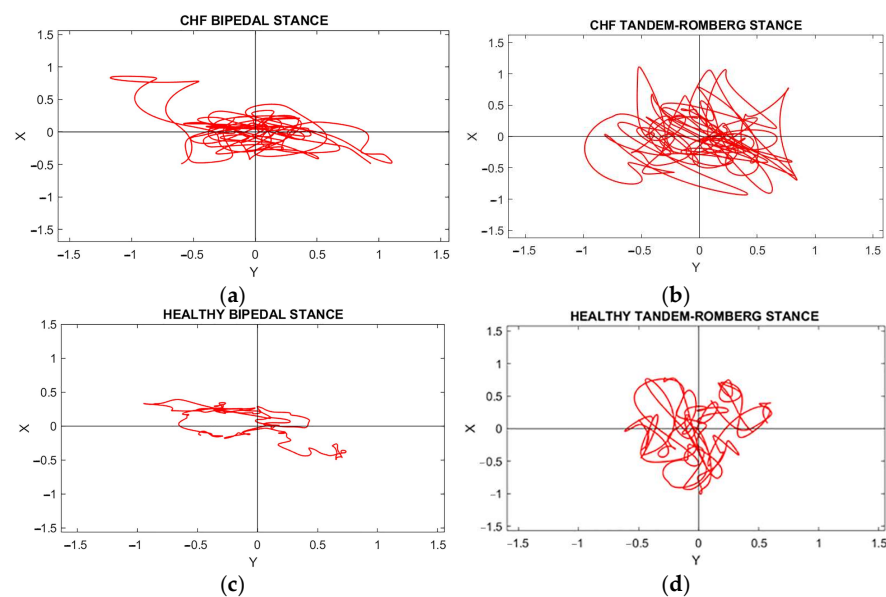 CHF BIPEDAL STANCE
1.5
1
0.5
0
−0.5
−1
−1.5
X
−1.5 −1 −0.5 0 0.5 1 1.5
Y
(a)
CHF TANDEM-ROMBERG STANCE
1.5
1
0.5
0
−0.5
−1
−1.5
X
−1.5 −1 −0.5 0 0.5 1 1.5
Y
(b)
HEALTHY BIPEDAL STANCE
1.5
1
0.5
0
−0.5
−1
−1.5
X
−1.5 −1 −0.5 0 0.5 1 1.5
Y
(c)
HEALTHY TANDEM-ROMBERG STANCE
1.5
1
0.5
0
−0.5
−1
−1.5
X
−1.5 −1 −0.5 0 0.5 1 1.5
Y
(d)